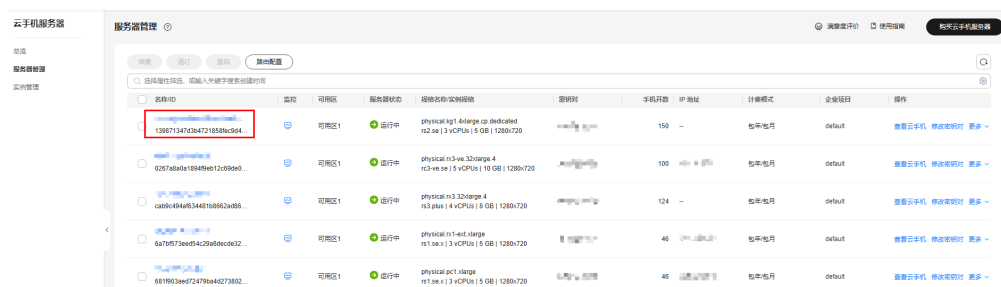 云手机服务器
总览
服务器管理
实例管理
服务器管理
满意度评价 使用指南 购买云手机服务器
续费 退订 重启 路由配置
选择属性筛选，或输入关键字搜索创建时间
名称/ID 监控 可用区 服务器状态 规格名称/实例规格 密钥对 手机开数 IP 地址 计费模式 企业项目 操作
139871347d3b4721858fec9d4... 可用区1 运行中 physical.kg1.4xlarge.cp.dedicated 150 -- 包年/包月 default 查看云手机 修改密钥对 更多
rs2.se | 3 vCPUs | 5 GB | 1280x720
0267a8a0a1894f9eb12c69de0... 可用区1 运行中 physical.rx3-ve.32xlarge.4 100 包年/包月 default 查看云手机 修改密钥对 更多
rc3-ve.se | 5 vCPUs | 10 GB | 1280x720
cab9c494af634481b8662ad86... 可用区1 运行中 physical.rx3.32xlarge.4 124 -- 包年/包月 default 查看云手机 修改密钥对 更多
rs3.plus | 4 vCPUs | 8 GB | 1280x720
6a7bf573eed54c29a6decde32... 可用区1 运行中 physical.rx1-ext.xlarge 46 包年/包月 default 查看云手机 修改密钥对 更多
rs1.se.x | 3 vCPUs | 5 GB | 1280x720
681f903aed72479ba4d273802... 可用区1 运行中 physical.pc1.xlarge 46 包年/包月 default 查看云手机 修改密钥对 更多
rs1.se.x | 3 vCPUs | 5 GB | 1280x720